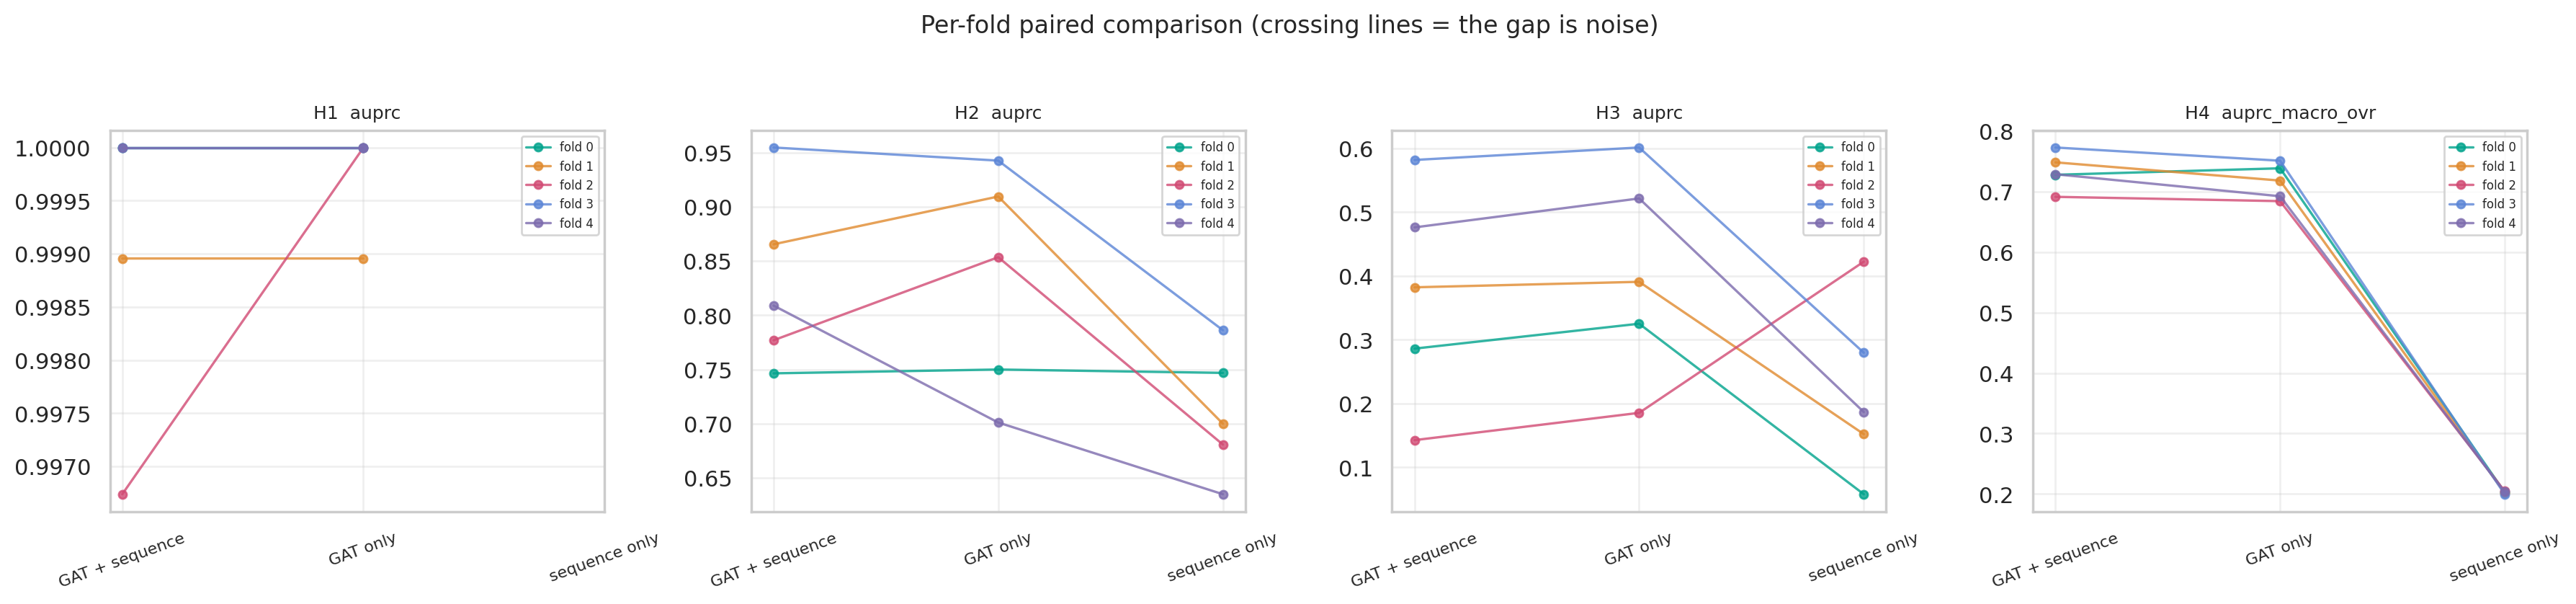 Per-fold paired comparison (crossing lines = the gap is noise)
H1  auprc
1.0000
0.9995
0.9990
0.9985
0.9980
0.9975
0.9970
fold 0
fold 1
fold 2
fold 3
fold 4
GAT + sequence
GAT only
sequence only
H2  auprc
0.95
0.90
0.85
0.80
0.75
0.70
0.65
fold 0
fold 1
fold 2
fold 3
fold 4
GAT + sequence
GAT only
sequence only
H3  auprc
0.6
0.5
0.4
0.3
0.2
0.1
fold 0
fold 1
fold 2
fold 3
fold 4
GAT + sequence
GAT only
sequence only
H4  auprc_macro_ovr
0.8
0.7
0.6
0.5
0.4
0.3
0.2
fold 0
fold 1
fold 2
fold 3
fold 4
GAT + sequence
GAT only
sequence only